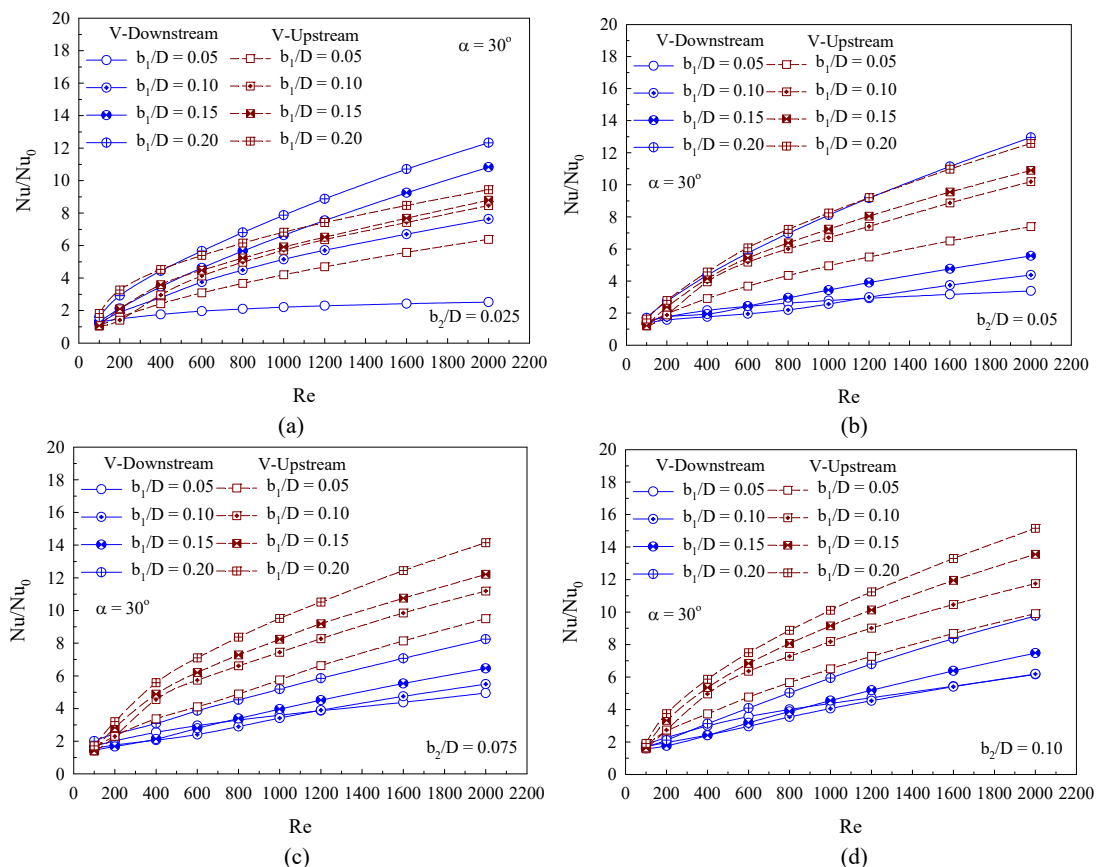 20
18
16
14
12
10
8
6
4
2
0
Nu/Nu₀
V-Downstream V-Upstream
b₁/D = 0.05 b₁/D = 0.05
b₁/D = 0.10 b₁/D = 0.10
b₁/D = 0.15 b₁/D = 0.15
b₁/D = 0.20 b₁/D = 0.20
α = 30°
b₂/D = 0.025
0 200 400 600 800 1000 1200 1400 1600 1800 2000 2200
Re
(a)
20
18
16
14
12
10
8
6
4
2
0
Nu/Nu₀
V-Downstream V-Upstream
b₁/D = 0.05 b₁/D = 0.05
b₁/D = 0.10 b₁/D = 0.10
b₁/D = 0.15 b₁/D = 0.15
b₁/D = 0.20 b₁/D = 0.20
α = 30°
b₂/D = 0.05
0 200 400 600 800 1000 1200 1400 1600 1800 2000 2200
Re
(b)
20
18
16
14
12
10
8
6
4
2
0
Nu/Nu₀
V-Downstream V-Upstream
b₁/D = 0.05 b₁/D = 0.05
b₁/D = 0.10 b₁/D = 0.10
b₁/D = 0.15 b₁/D = 0.15
b₁/D = 0.20 b₁/D = 0.20
α = 30°
b₂/D = 0.075
0 200 400 600 800 1000 1200 1400 1600 1800 2000 2200
Re
(c)
20
18
16
14
12
10
8
6
4
2
0
Nu/Nu₀
V-Downstream V-Upstream
b₁/D = 0.05 b₁/D = 0.05
b₁/D = 0.10 b₁/D = 0.10
b₁/D = 0.15 b₁/D = 0.15
b₁/D = 0.20 b₁/D = 0.20
α = 30°
b₂/D = 0.10
0 200 400 600 800 1000 1200 1400 1600 1800 2000 2200
Re
(d)